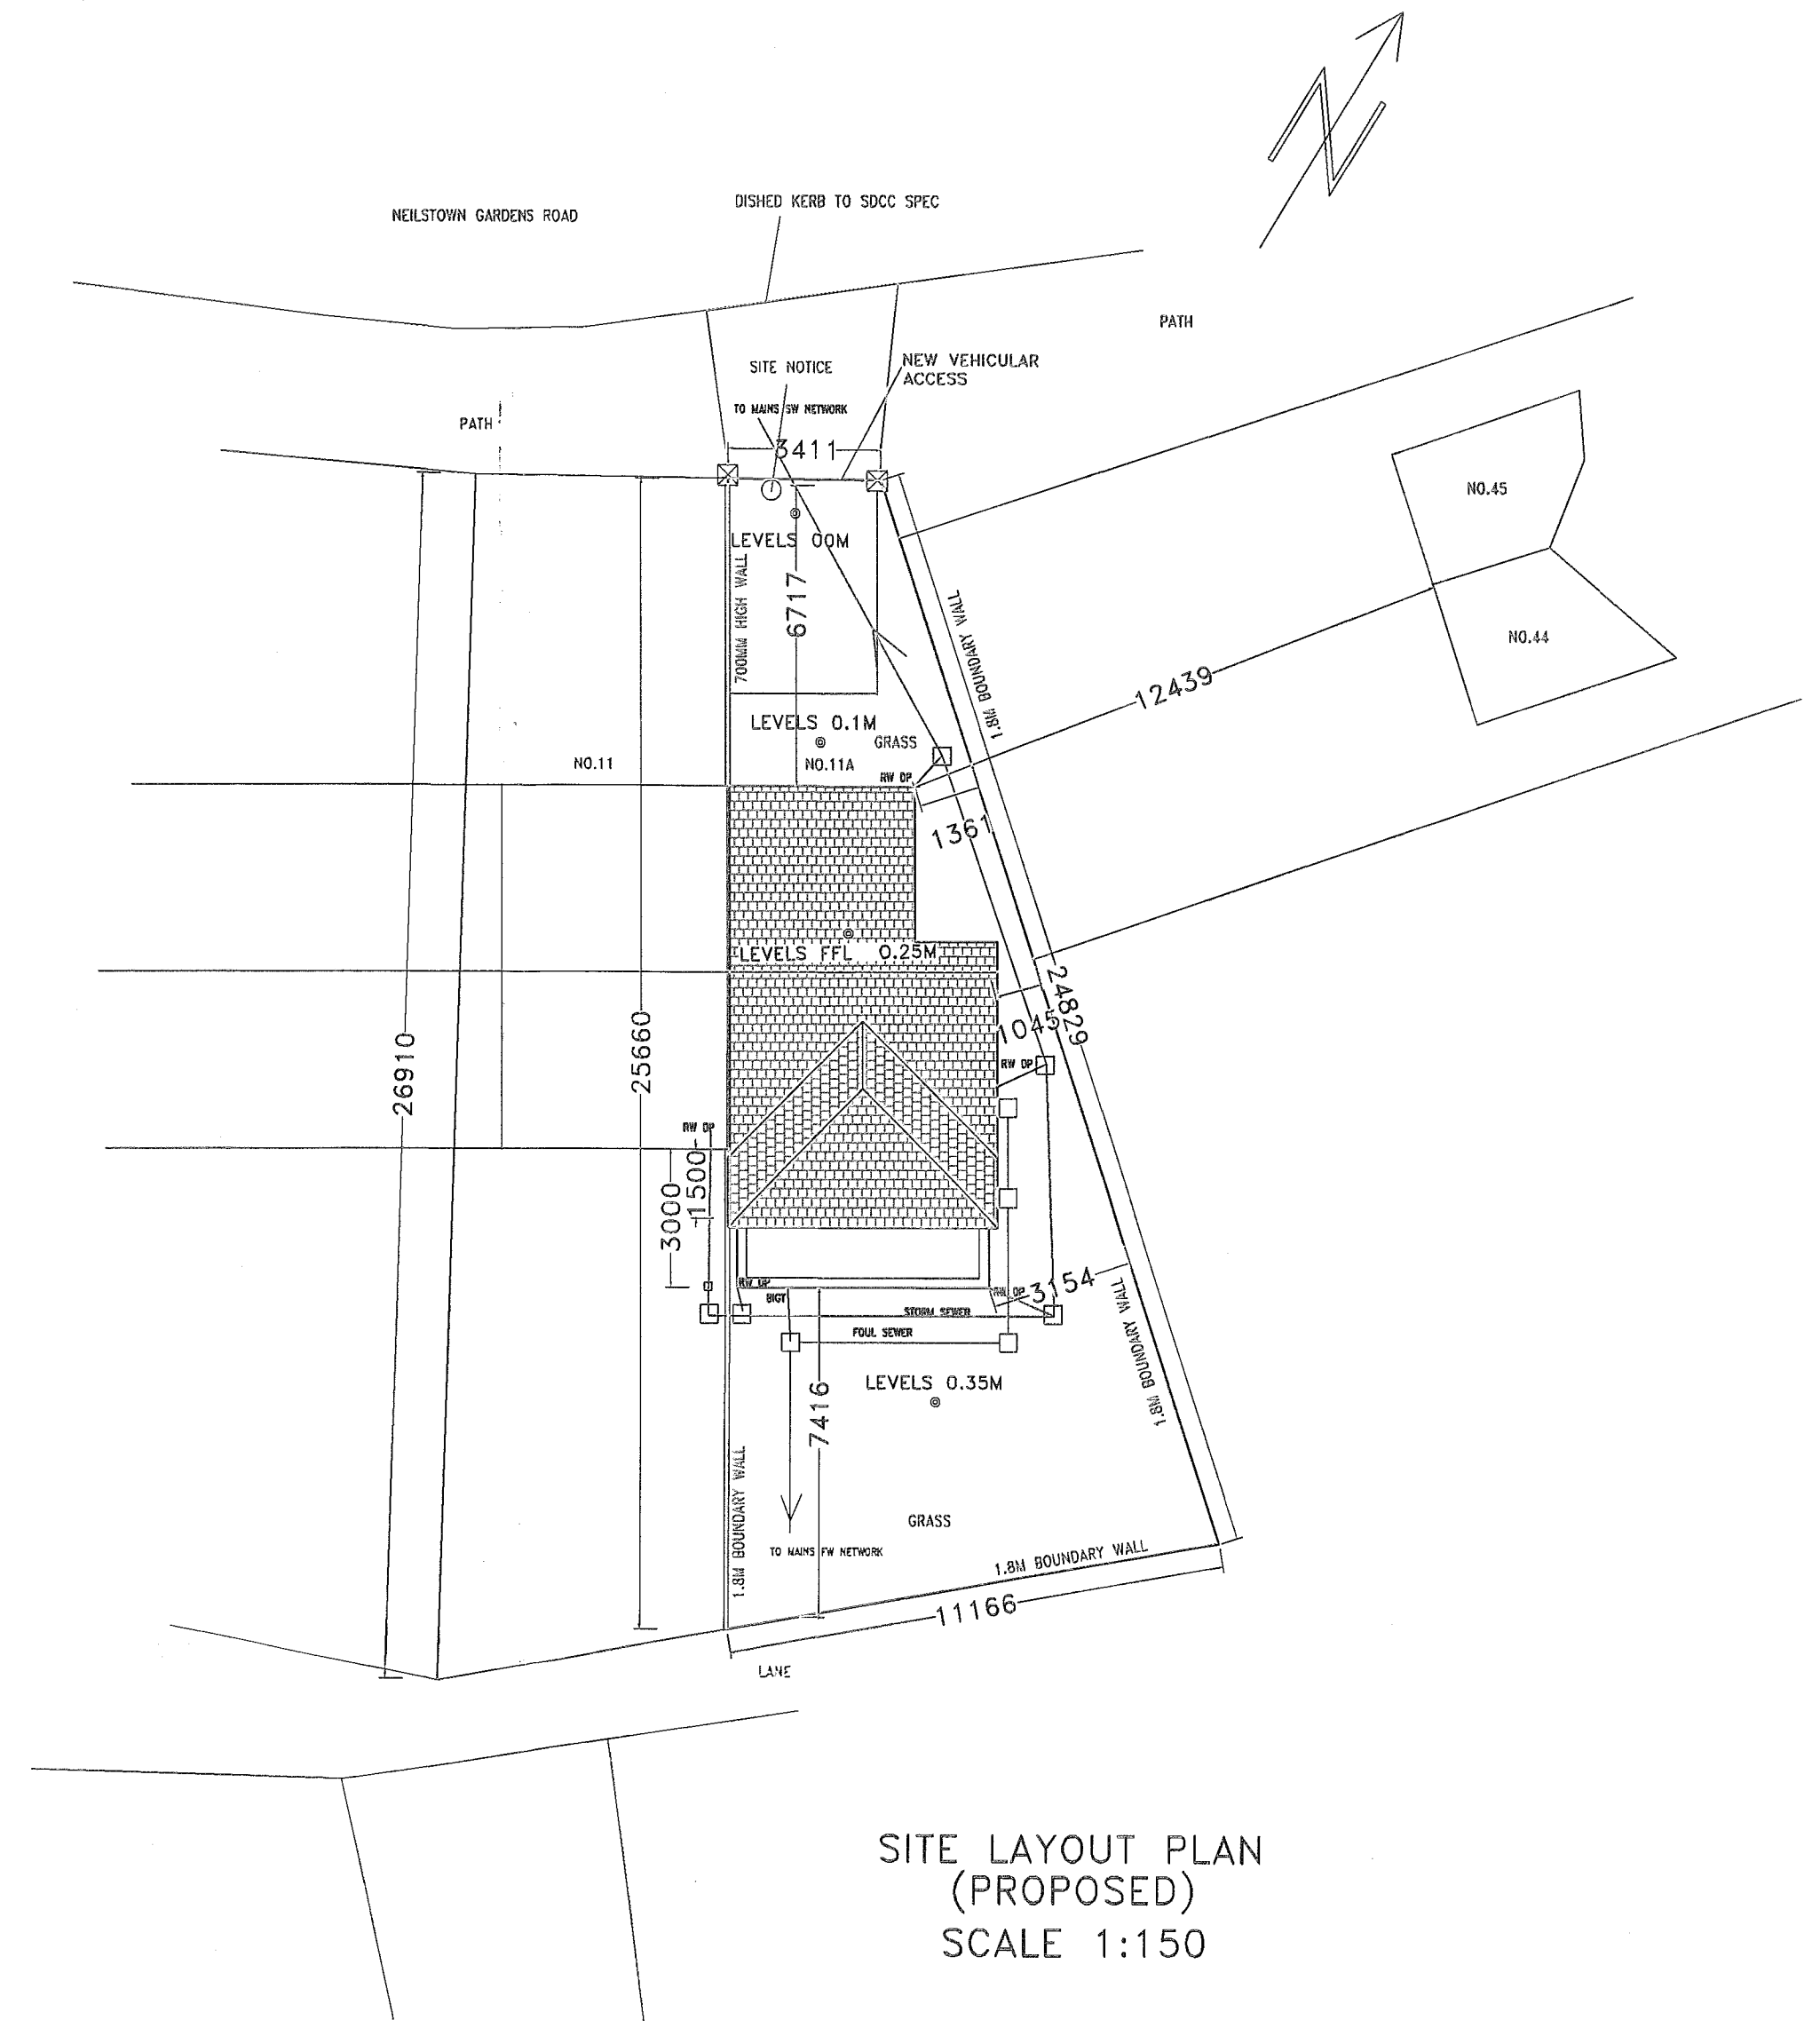 N
NEILSTOWN GARDENS ROAD
DISHED KERB TO SDCC SPEC
PATH
SITE NOTICE
NEW VEHICULAR
ACCESS
TO MAINS SW NETWORK
PATH
3411
NO.45
LEVELS 00M
700MM HIGH WALL
6717
1.8M BOUNDARY WALL
NO.44
12439
LEVELS 0.1M
GRASS
NO.11
NO.11A
RW DP
1361
LEVELS FFL 0.25M
24829
1045
26910
25660
RW DP
RW DP
1500
3000
3154
RW DP
RW DP
BIGT
STORM SEWER
FOUL SEWER
1.8M BOUNDARY WALL
LEVELS 0.35M
7416
1.8M BOUNDARY WALL
GRASS
TO MAINS FW NETWORK
1.8M BOUNDARY WALL
11166
LANE
SITE LAYOUT PLAN
(PROPOSED)
SCALE 1:150